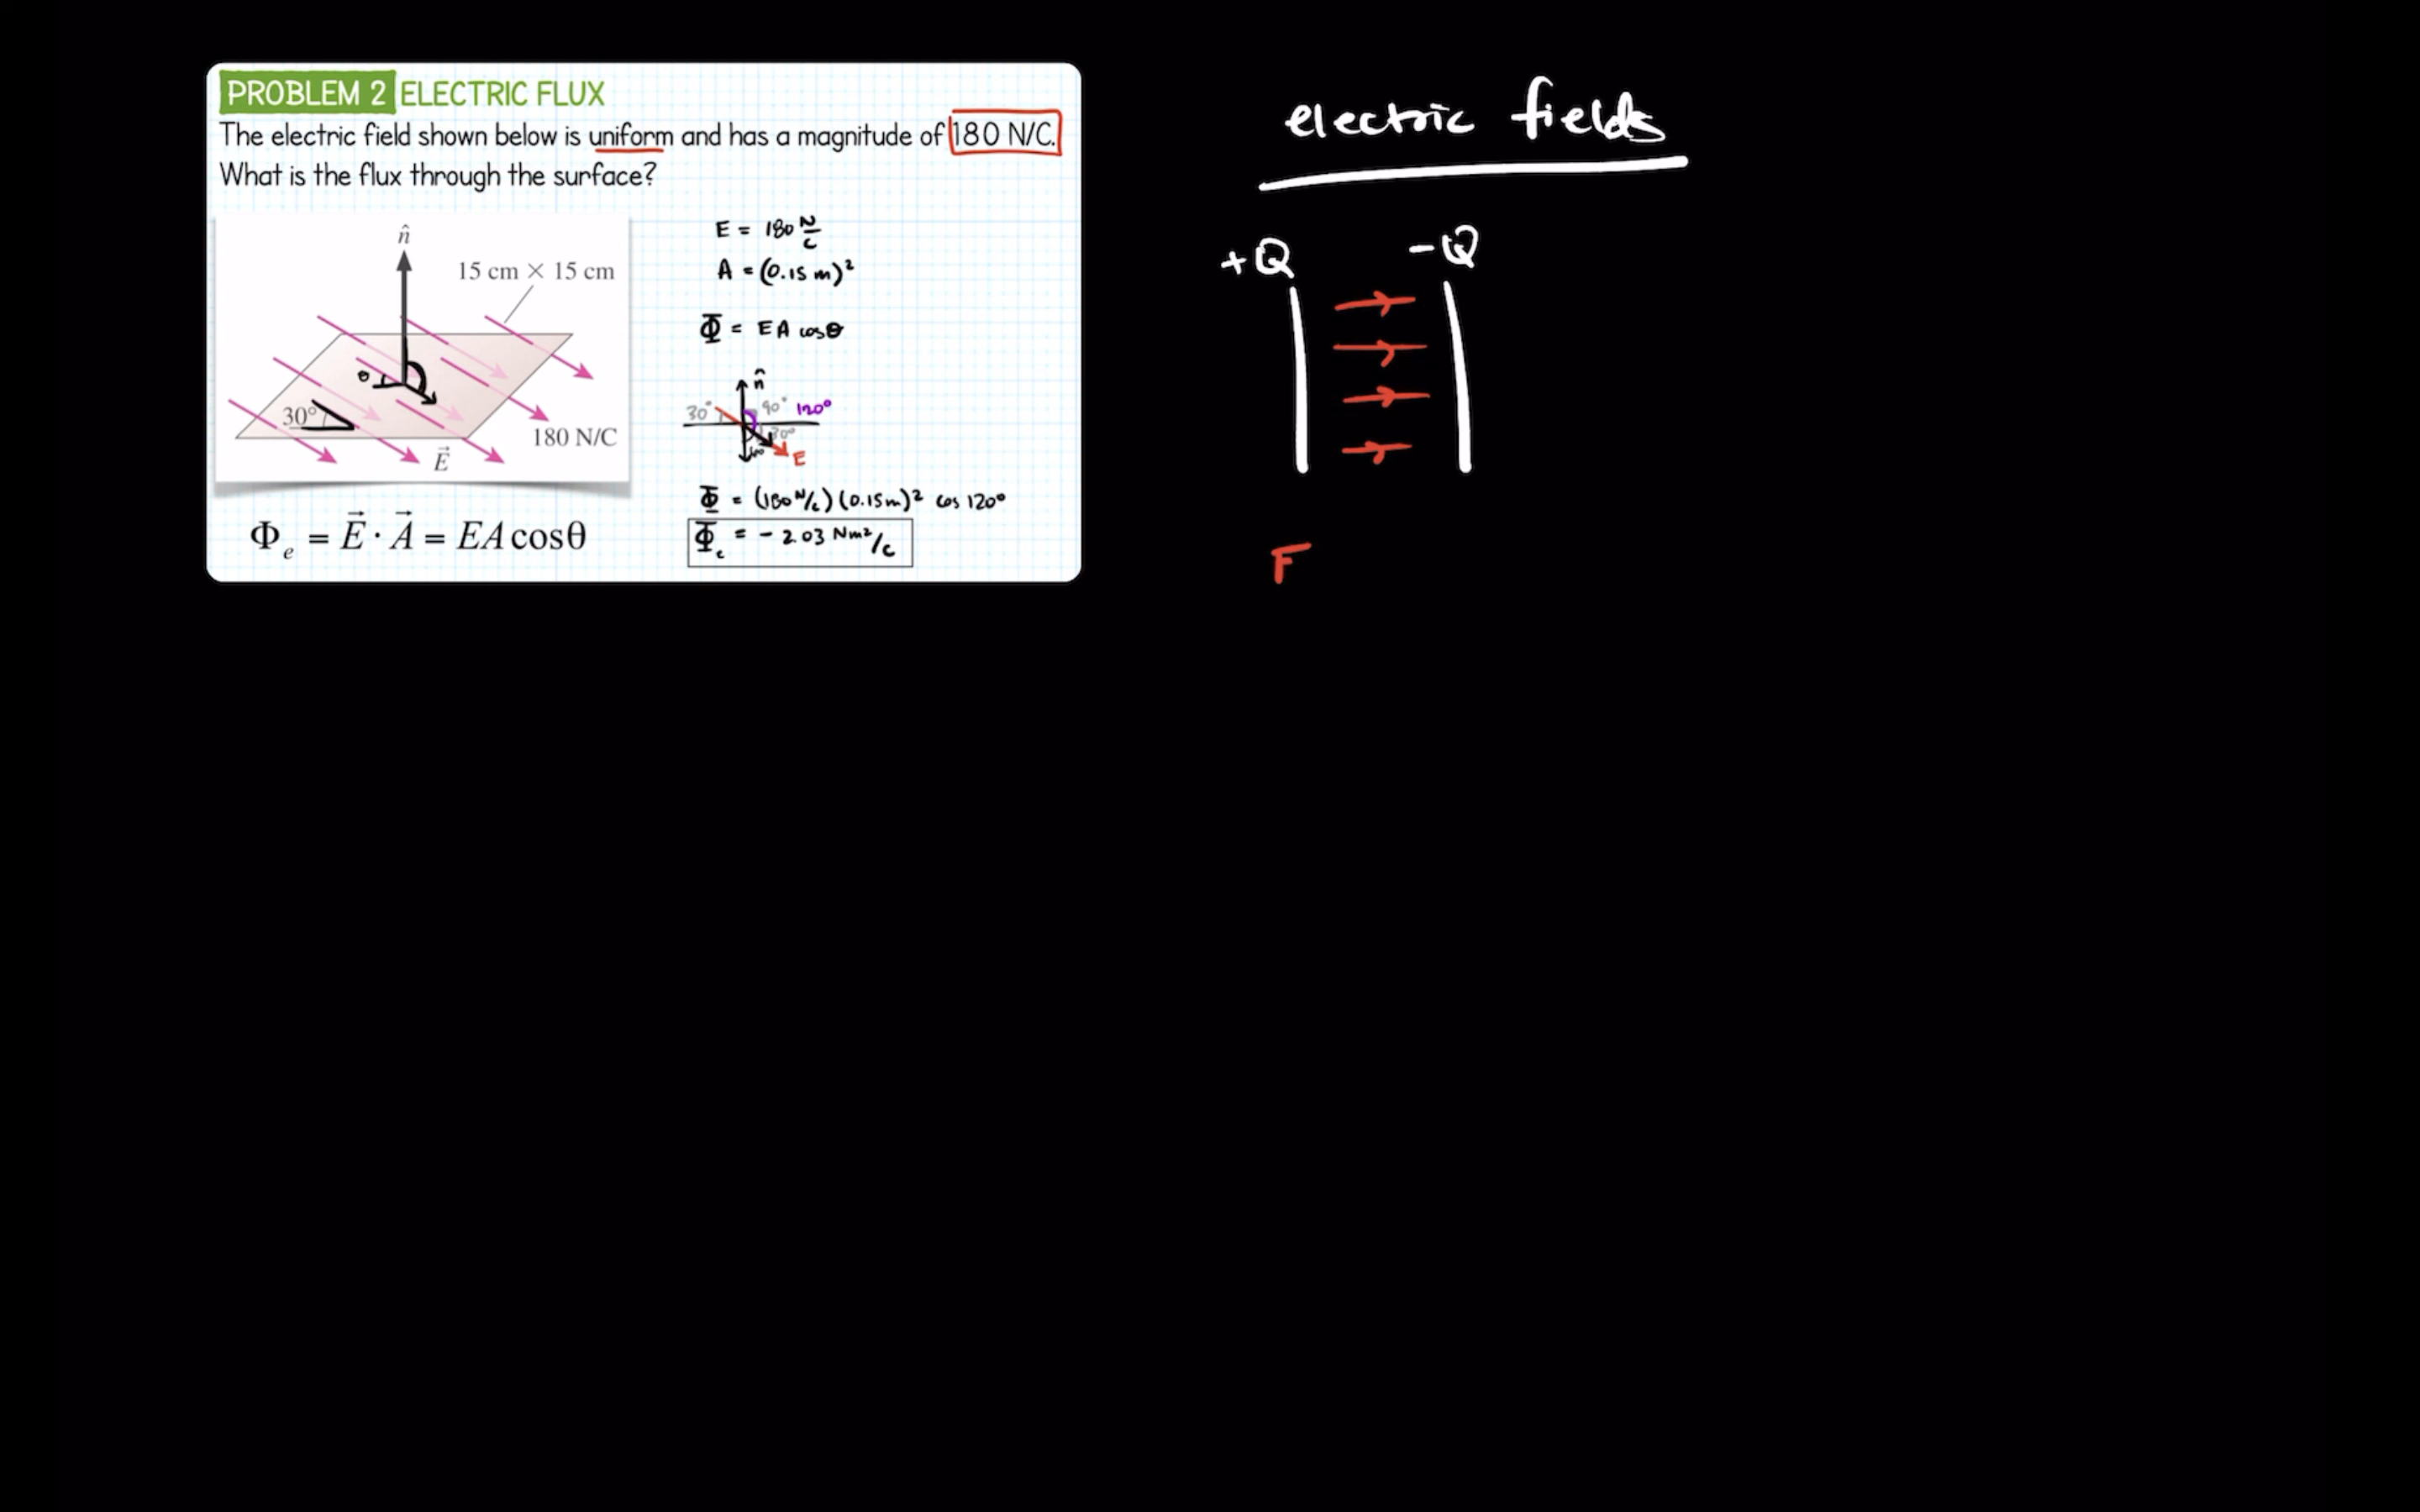 PROBLEM 2 ELECTRIC FLUX
The electric field shown below is uniform and has a magnitude of 180 N/C.
What is the flux through the surface?
n̂
15 cm × 15 cm
θ
30°
180 N/C
E⃗
Φe = E⃗ · A⃗ = EA cosθ
E = 180 N/C
A = (0.15 m)²
Φ = E A cosθ
n̂
30° 90° 120°
30°
E
Φ = (180 N/C) (0.15m)² cos 120°
Φe = - 2.03 Nm²/C
electric fields
+Q -Q
F